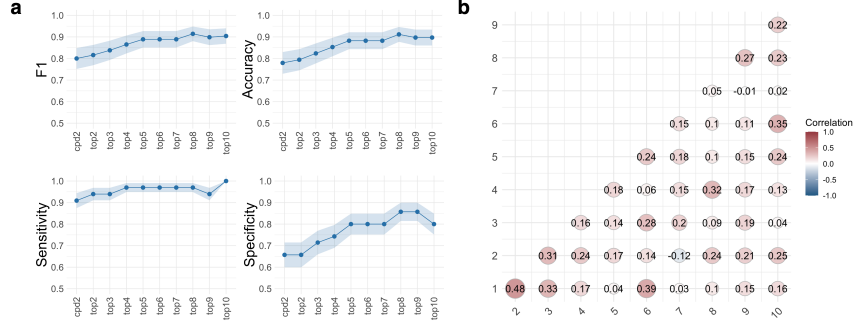 a
F1
1.0
0.9
0.8
0.7
0.6
0.5
cpd2 top2 top3 top4 top5 top6 top7 top8 top9 top10
Accuracy
1.0
0.9
0.8
0.7
0.6
0.5
cpd2 top2 top3 top4 top5 top6 top7 top8 top9 top10
Sensitivity
1.0
0.9
0.8
0.7
0.6
0.5
cpd2 top2 top3 top4 top5 top6 top7 top8 top9 top10
Specificity
1.0
0.9
0.8
0.7
0.6
0.5
cpd2 top2 top3 top4 top5 top6 top7 top8 top9 top10
b
9 0.22
8 0.27 0.23
7 0.05 -0.01 0.02
6 0.15 0.1 0.11 0.35
5 0.24 0.18 0.1 0.15 0.24
4 0.18 0.06 0.15 0.32 0.17 0.13
3 0.16 0.14 0.28 0.2 0.09 0.19 0.04
2 0.31 0.24 0.17 0.14 -0.12 0.24 0.21 0.25
1 0.48 0.33 0.17 0.04 0.39 0.03 0.1 0.15 0.16
2 3 4 5 6 7 8 9 10
Correlation
1.0
0.5
0.0
-0.5
-1.0